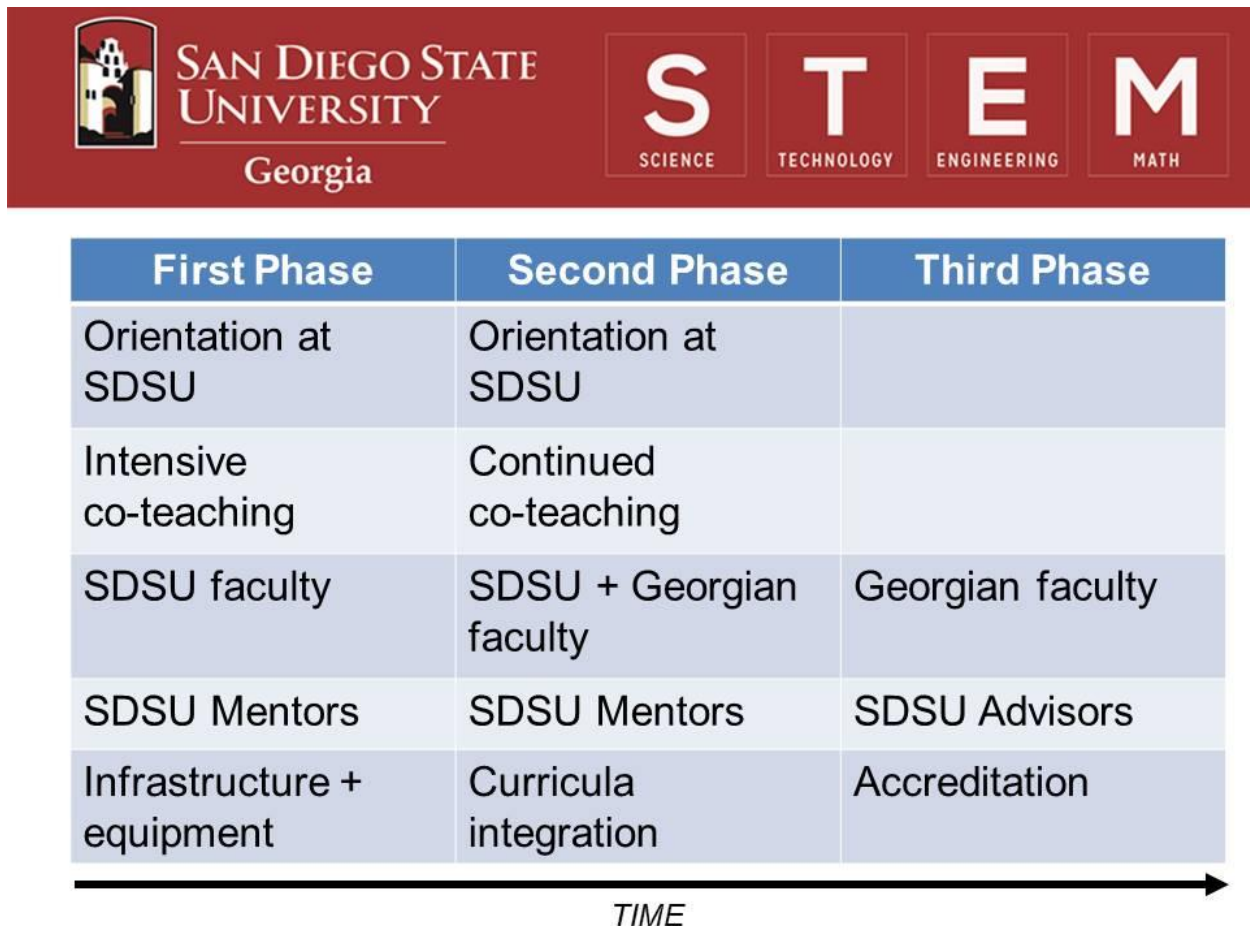 SAN DIEGO STATE
UNIVERSITY
Georgia
S T E M
SCIENCE TECHNOLOGY ENGINEERING MATH
First Phase Second Phase Third Phase
Orientation at Orientation at
SDSU SDSU
Intensive Continued
co-teaching co-teaching
SDSU faculty SDSU + Georgian Georgian faculty
faculty
SDSU Mentors SDSU Mentors SDSU Advisors
Infrastructure + Curricula Accreditation
equipment integration
TIME